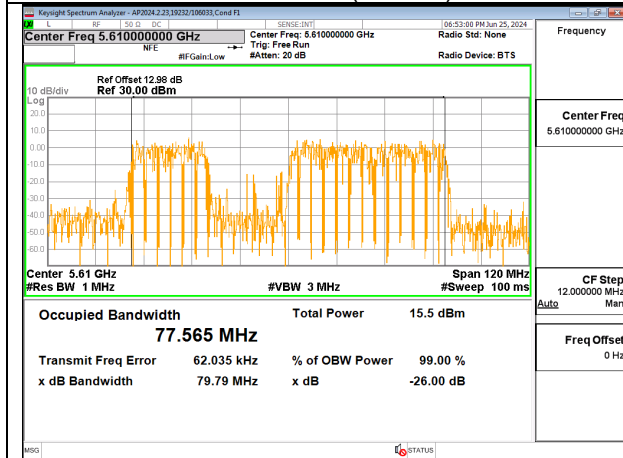 Keysight Spectrum Analyzer - AP2024.2.23,19232/106033,Cond F1
LXI L RF 50 Ω DC SENSE:INT 06:53:00 PM Jun 25, 2024
Center Freq 5.610000000 GHz
NFE
#IFGain:Low
Center Freq: 5.610000000 GHz
Trig: Free Run
#Atten: 20 dB
Radio Std: None
Radio Device: BTS
Ref Offset 12.98 dB
10 dB/div Ref 30.00 dBm
Log
20.0
10.0
0.00
-10.0
-20.0
-30.0
-40.0
-50.0
-60.0
Center 5.61 GHz Span 120 MHz
#Res BW 1 MHz #VBW 3 MHz #Sweep 100 ms
Occupied Bandwidth Total Power 15.5 dBm
77.565 MHz
Transmit Freq Error 62.035 kHz % of OBW Power 99.00 %
x dB Bandwidth 79.79 MHz x dB -26.00 dB
MSG STATUS
Frequency
Center Freq
5.610000000 GHz
CF Step
12.000000 MHz
Auto Man
Freq Offset
0 Hz